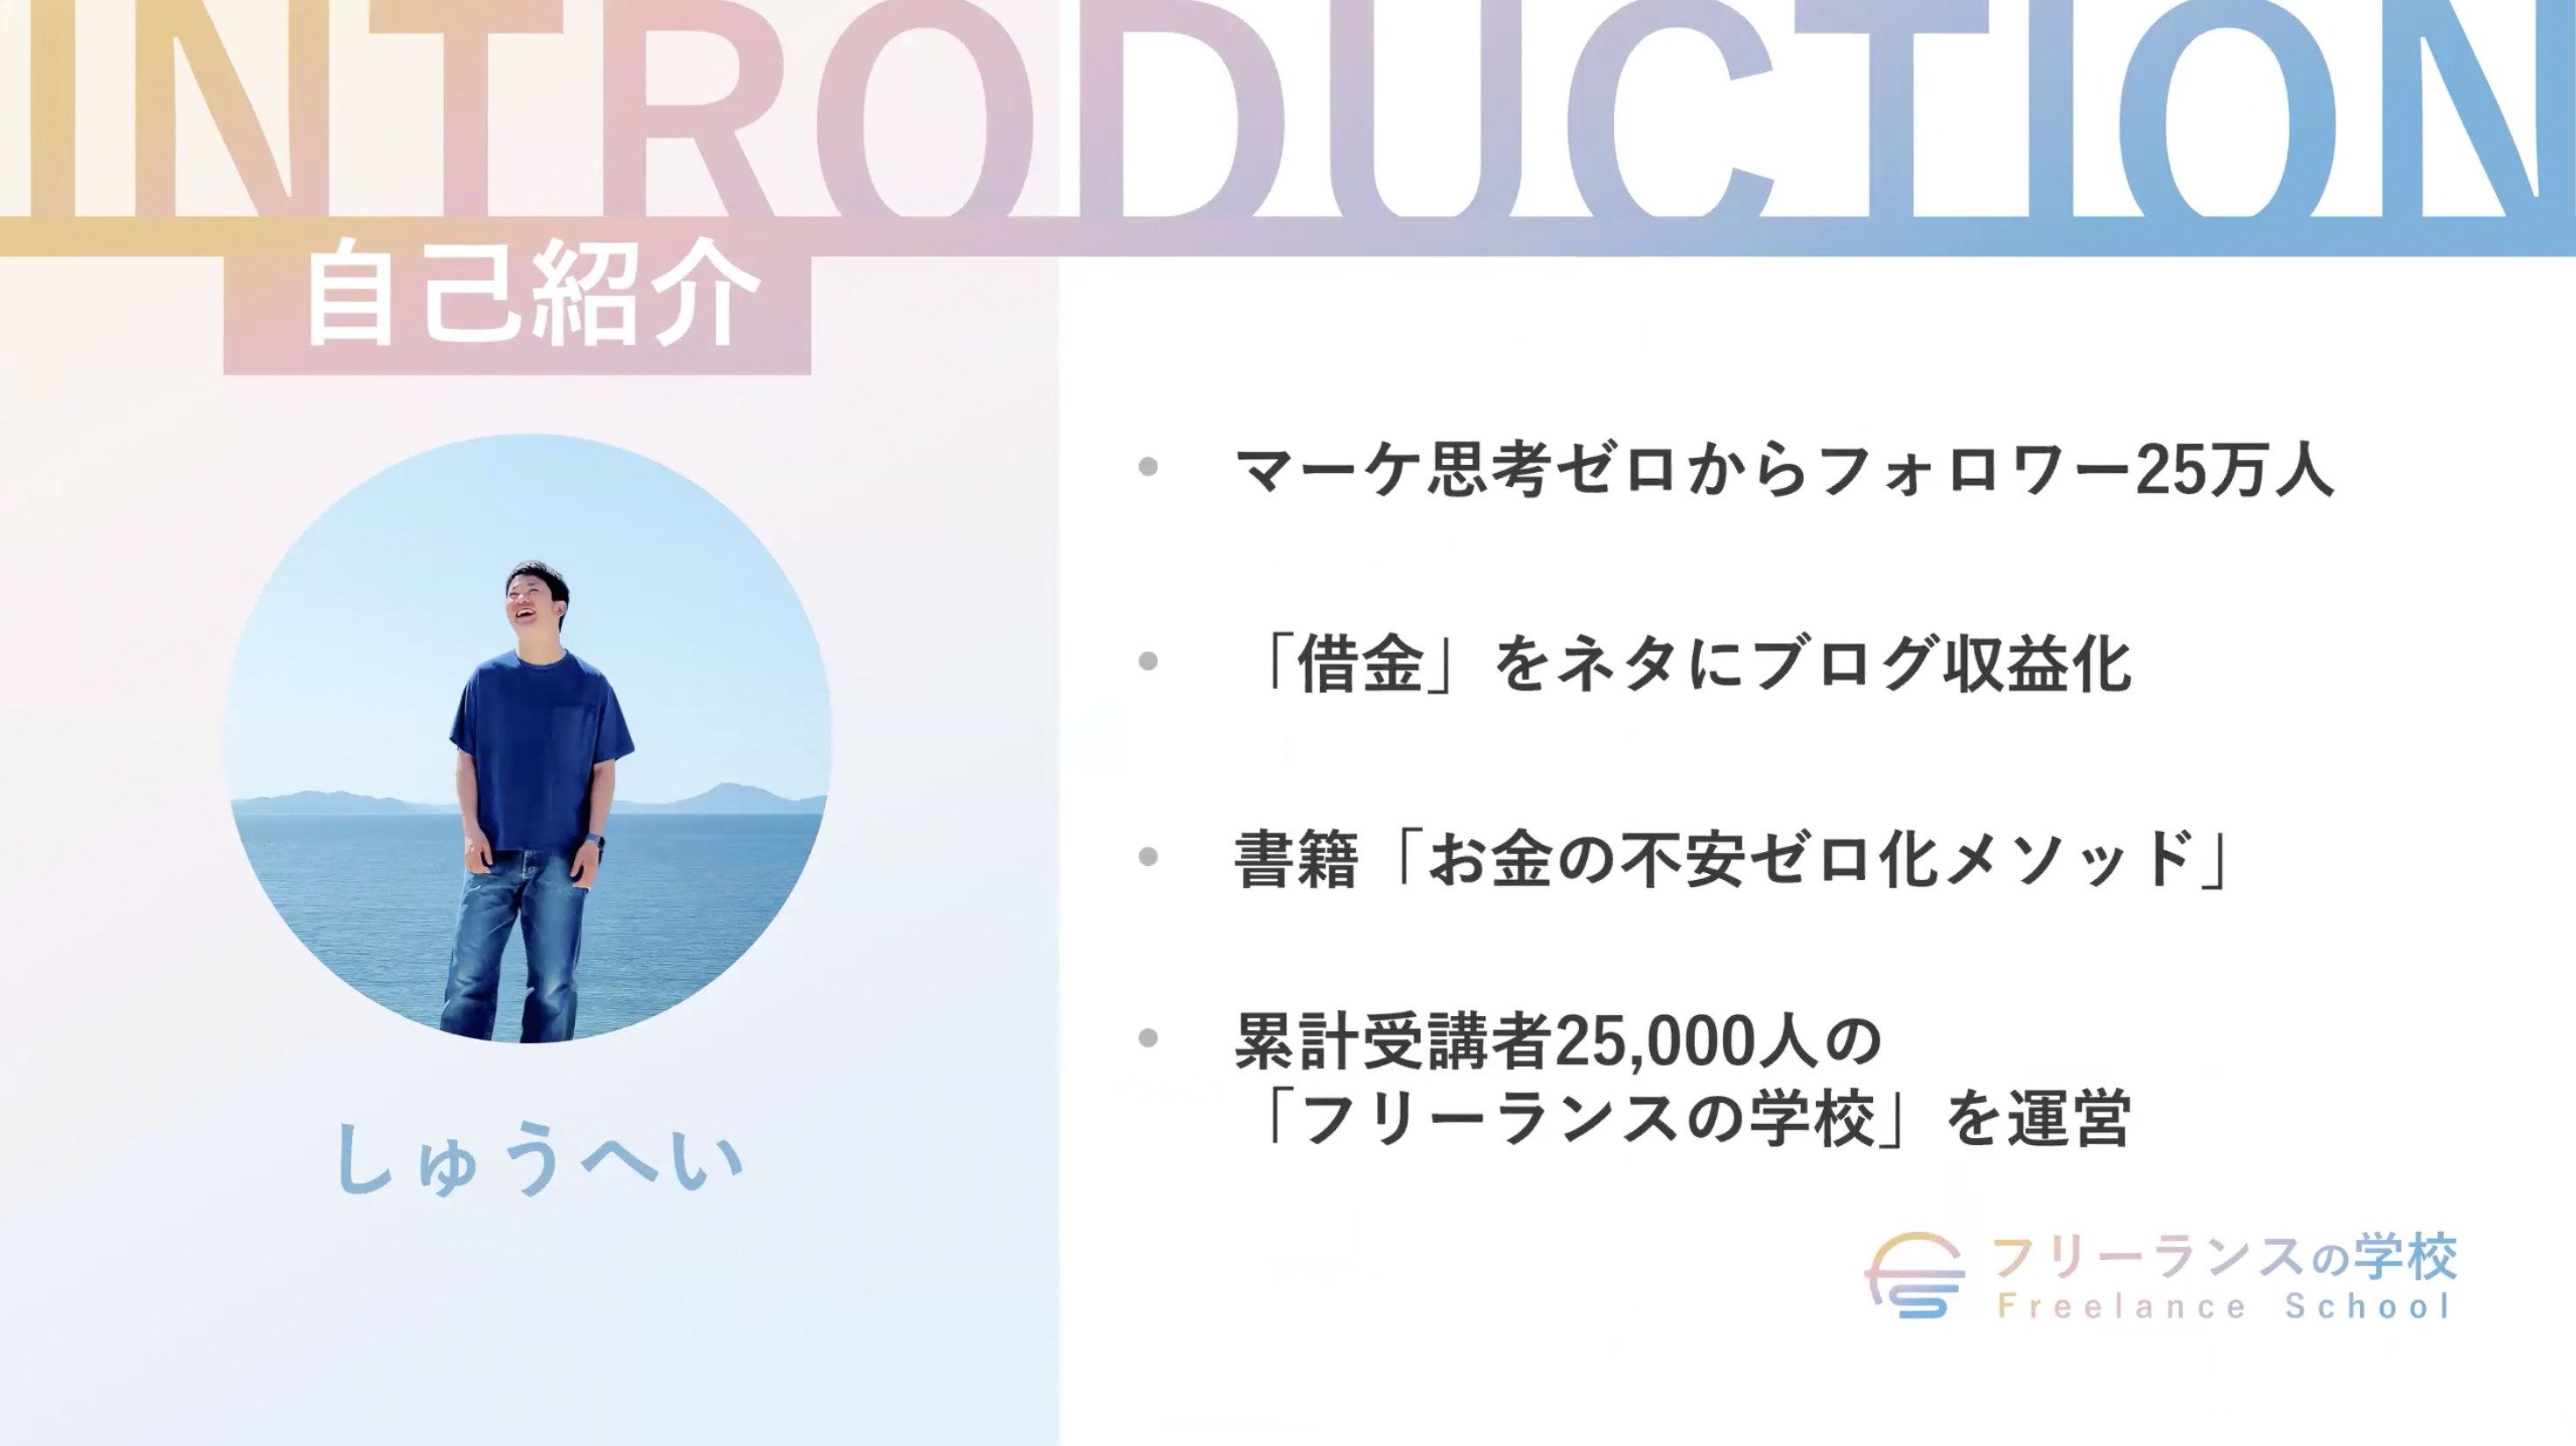 INTRODUCTION
自己紹介
しゅうへい
• マーケ思考ゼロからフォロワー25万人
• 「借金」をネタにブログ収益化
• 書籍「お金の不安ゼロ化メソッド」
• 累計受講者25,000人の
「フリーランスの学校」を運営
フリーランスの学校
Freelance School